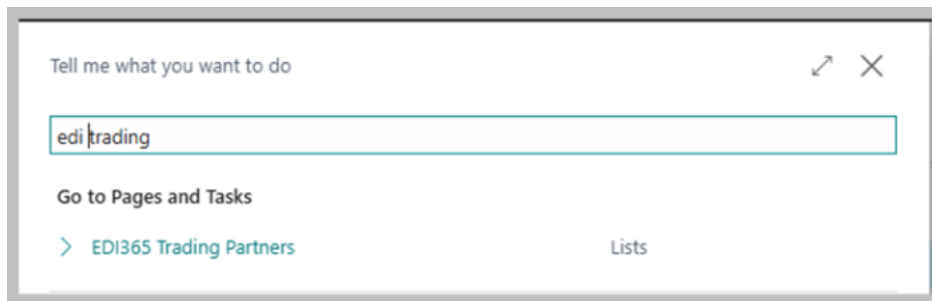 Tell me what you want to do
edi trading
Go to Pages and Tasks
EDI365 Trading Partners Lists